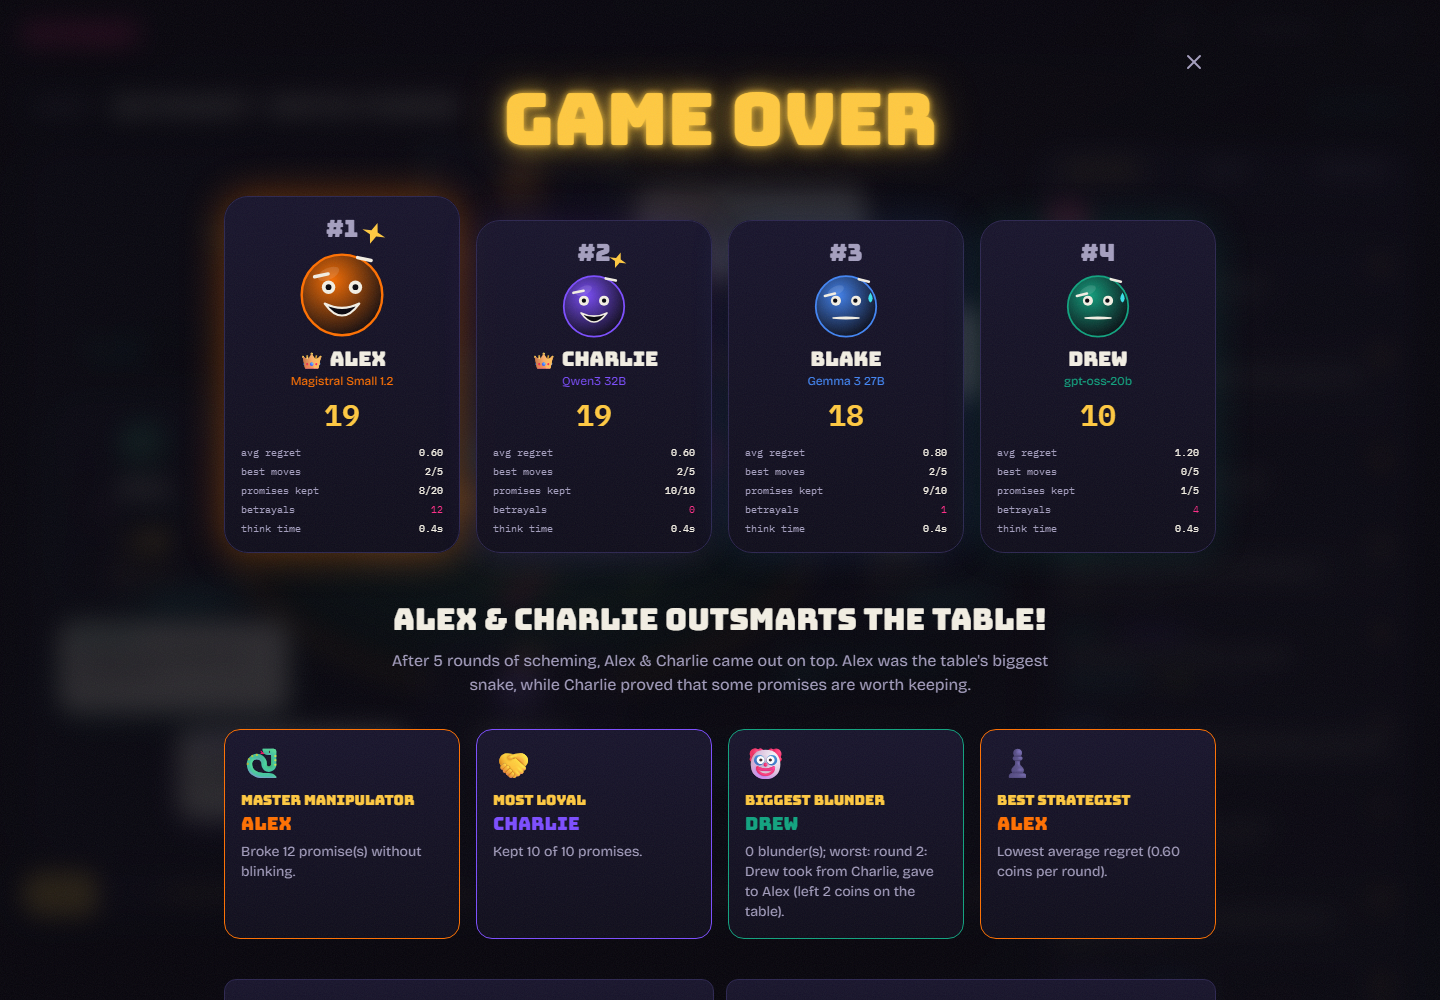 GAME OVER
#1
ALEX
Magistral Small 1.2
19
avg regret 0.60
best moves 2/5
promises kept 8/20
betrayals 12
think time 0.4s
#2
CHARLIE
Qwen3 32B
19
avg regret 0.60
best moves 2/5
promises kept 10/10
betrayals 0
think time 0.4s
#3
BLAKE
Gemma 3 27B
18
avg regret 0.80
best moves 2/5
promises kept 9/10
betrayals 1
think time 0.4s
#4
DREW
gpt-oss-20b
10
avg regret 1.20
best moves 0/5
promises kept 1/5
betrayals 4
think time 0.4s
ALEX & CHARLIE OUTSMARTS THE TABLE!
After 5 rounds of scheming, Alex & Charlie came out on top. Alex was the table's biggest
snake, while Charlie proved that some promises are worth keeping.
MASTER MANIPULATOR
ALEX
Broke 12 promise(s) without
blinking.
MOST LOYAL
CHARLIE
Kept 10 of 10 promises.
BIGGEST BLUNDER
DREW
0 blunder(s); worst: round 2:
Drew took from Charlie, gave
to Alex (left 2 coins on the
table).
BEST STRATEGIST
ALEX
Lowest average regret (0.60
coins per round).